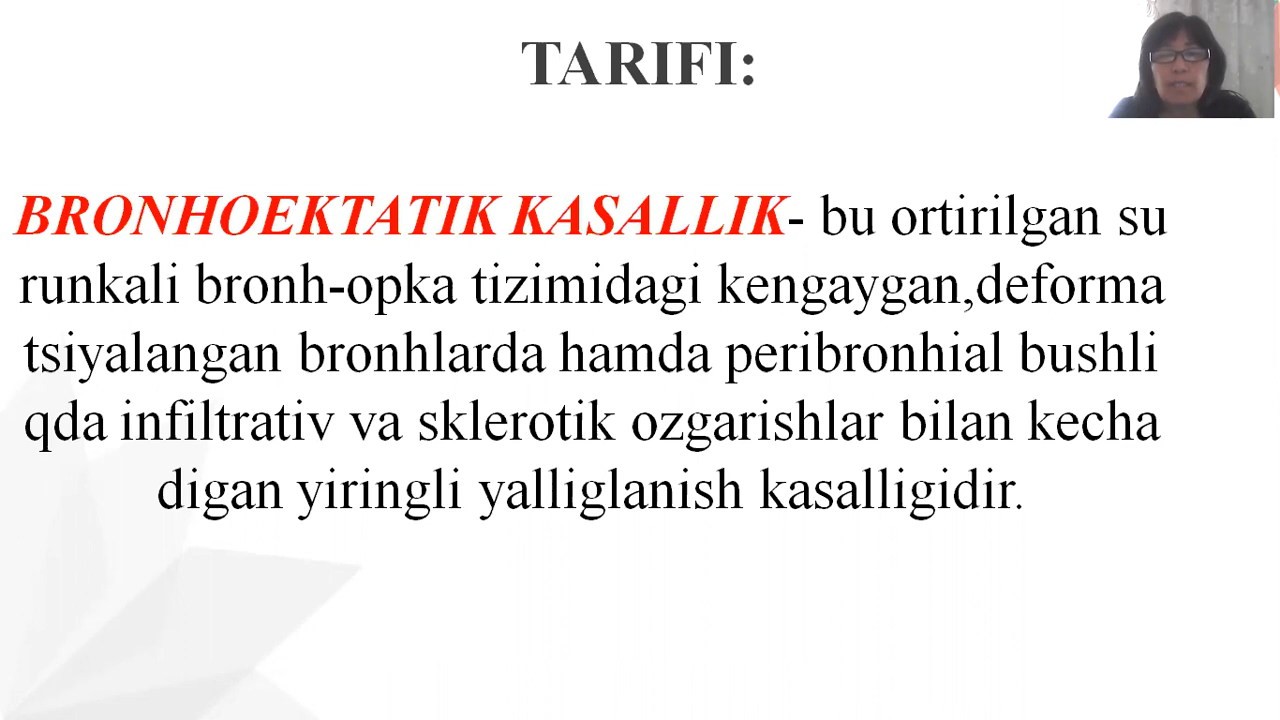 TARIFI:
BRONHOEKTATIK KASALLIK- bu ortirilgan su
runkali bronh-opka tizimidagi kengaygan,deforma
tsiyalangan bronhlarda hamda peribronhial bushli
qda infiltrativ va sklerotik ozgarishlar bilan kecha
digan yiringli yalliglanish kasalligidir.